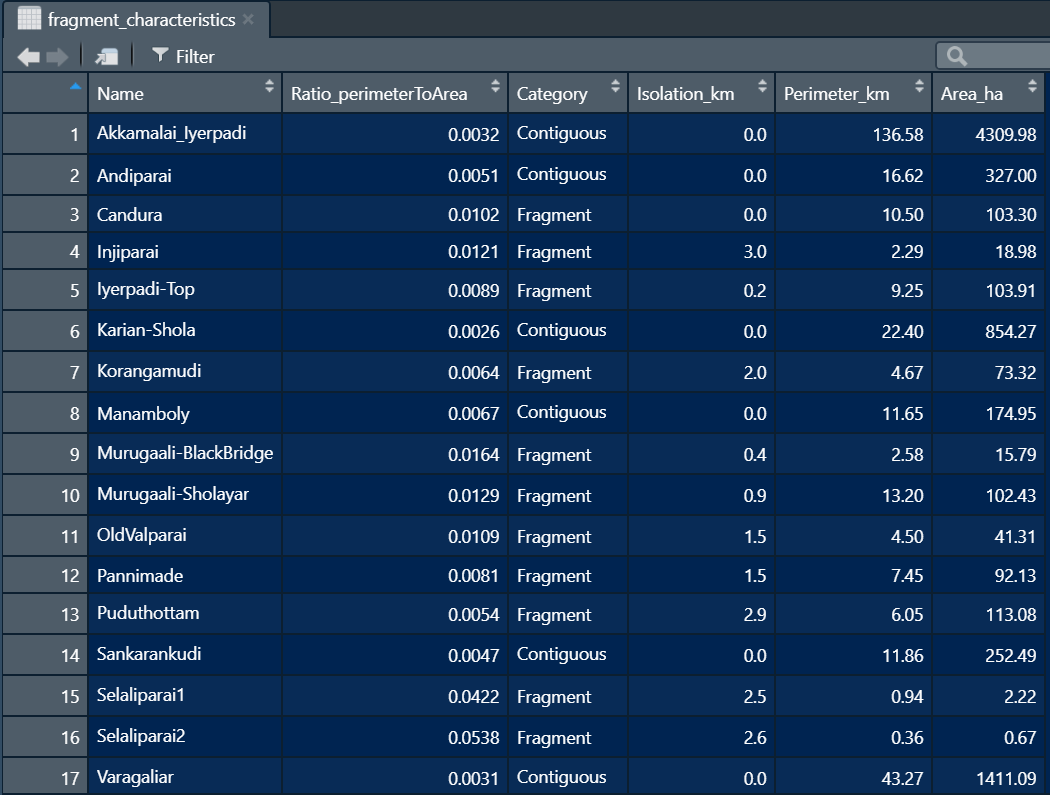 fragment_characteristics
Filter
Name Ratio_perimeterToArea Category Isolation_km Perimeter_km Area_ha
1 Akkamalai_Iyerpadi 0.0032 Contiguous 0.0 136.58 4309.98
2 Andiparai 0.0051 Contiguous 0.0 16.62 327.00
3 Candura 0.0102 Fragment 0.0 10.50 103.30
4 Injiparai 0.0121 Fragment 3.0 2.29 18.98
5 Iyerpadi-Top 0.0089 Fragment 0.2 9.25 103.91
6 Karian-Shola 0.0026 Contiguous 0.0 22.40 854.27
7 Korangamudi 0.0064 Fragment 2.0 4.67 73.32
8 Manamboly 0.0067 Contiguous 0.0 11.65 174.95
9 Murugaali-BlackBridge 0.0164 Fragment 0.4 2.58 15.79
10 Murugaali-Sholayar 0.0129 Fragment 0.9 13.20 102.43
11 OldValparai 0.0109 Fragment 1.5 4.50 41.31
12 Pannimade 0.0081 Fragment 1.5 7.45 92.13
13 Puduthottam 0.0054 Fragment 2.9 6.05 113.08
14 Sankarankudi 0.0047 Contiguous 0.0 11.86 252.49
15 Selaliparai1 0.0422 Fragment 2.5 0.94 2.22
16 Selaliparai2 0.0538 Fragment 2.6 0.36 0.67
17 Varagaliar 0.0031 Contiguous 0.0 43.27 1411.09